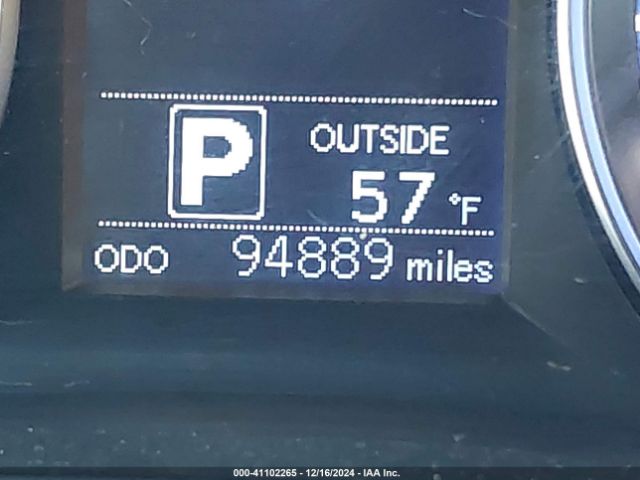 P
OUTSIDE
57 °F
ODO 94889 miles
000-41102265 - 12/16/2024 - IAA Inc.